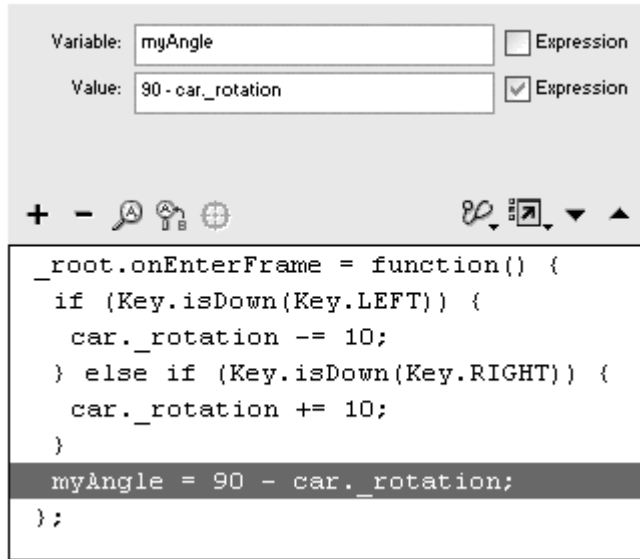 Variable: myAngle Expression
Value: 90 - car._rotation Expression
_root.onEnterFrame = function() {
if (Key.isDown(Key.LEFT)) {
car._rotation -= 10;
} else if (Key.isDown(Key.RIGHT)) {
car._rotation += 10;
}
myAngle = 90 - car._rotation;
};